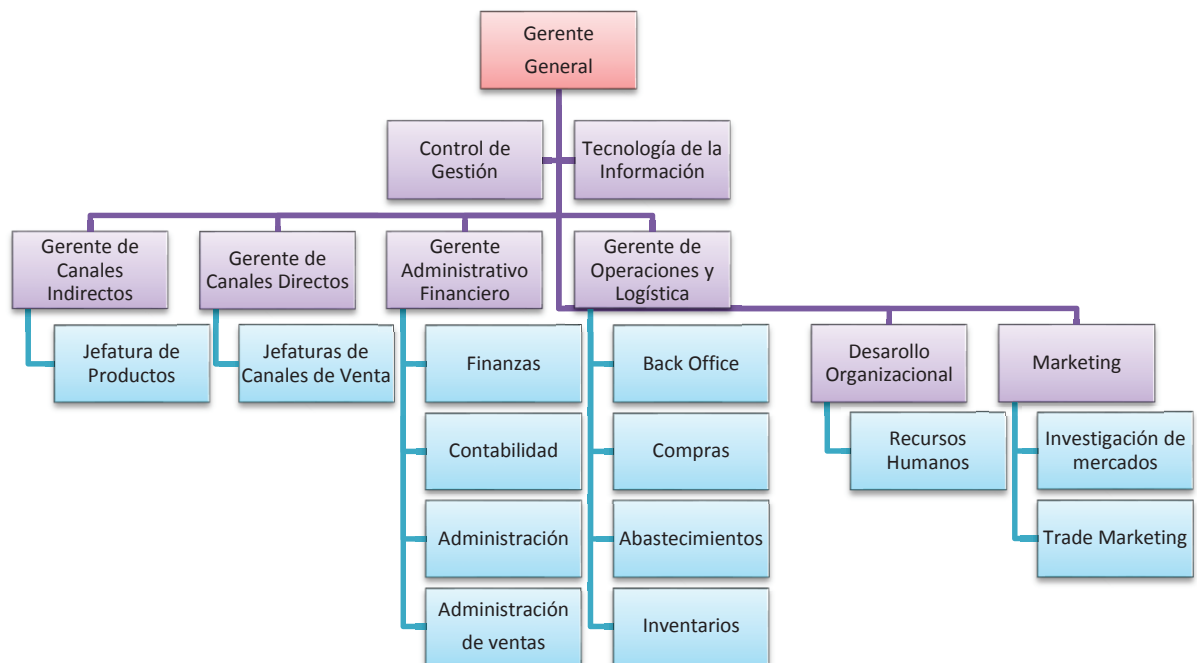 Gerente
General
Control de
Gestión
Tecnología de la
Información
Gerente de
Canales
Indirectos
Gerente de
Canales Directos
Gerente
Administrativo
Financiero
Gerente de
Operaciones y
Logística
Jefatura de
Productos
Jefaturas de
Canales de Venta
Finanzas
Back Office
Desarollo
Organizacional
Marketing
Contabilidad
Compras
Recursos
Humanos
Investigación de
mercados
Administración
Abastecimientos
Trade Marketing
Administración
de ventas
Inventarios